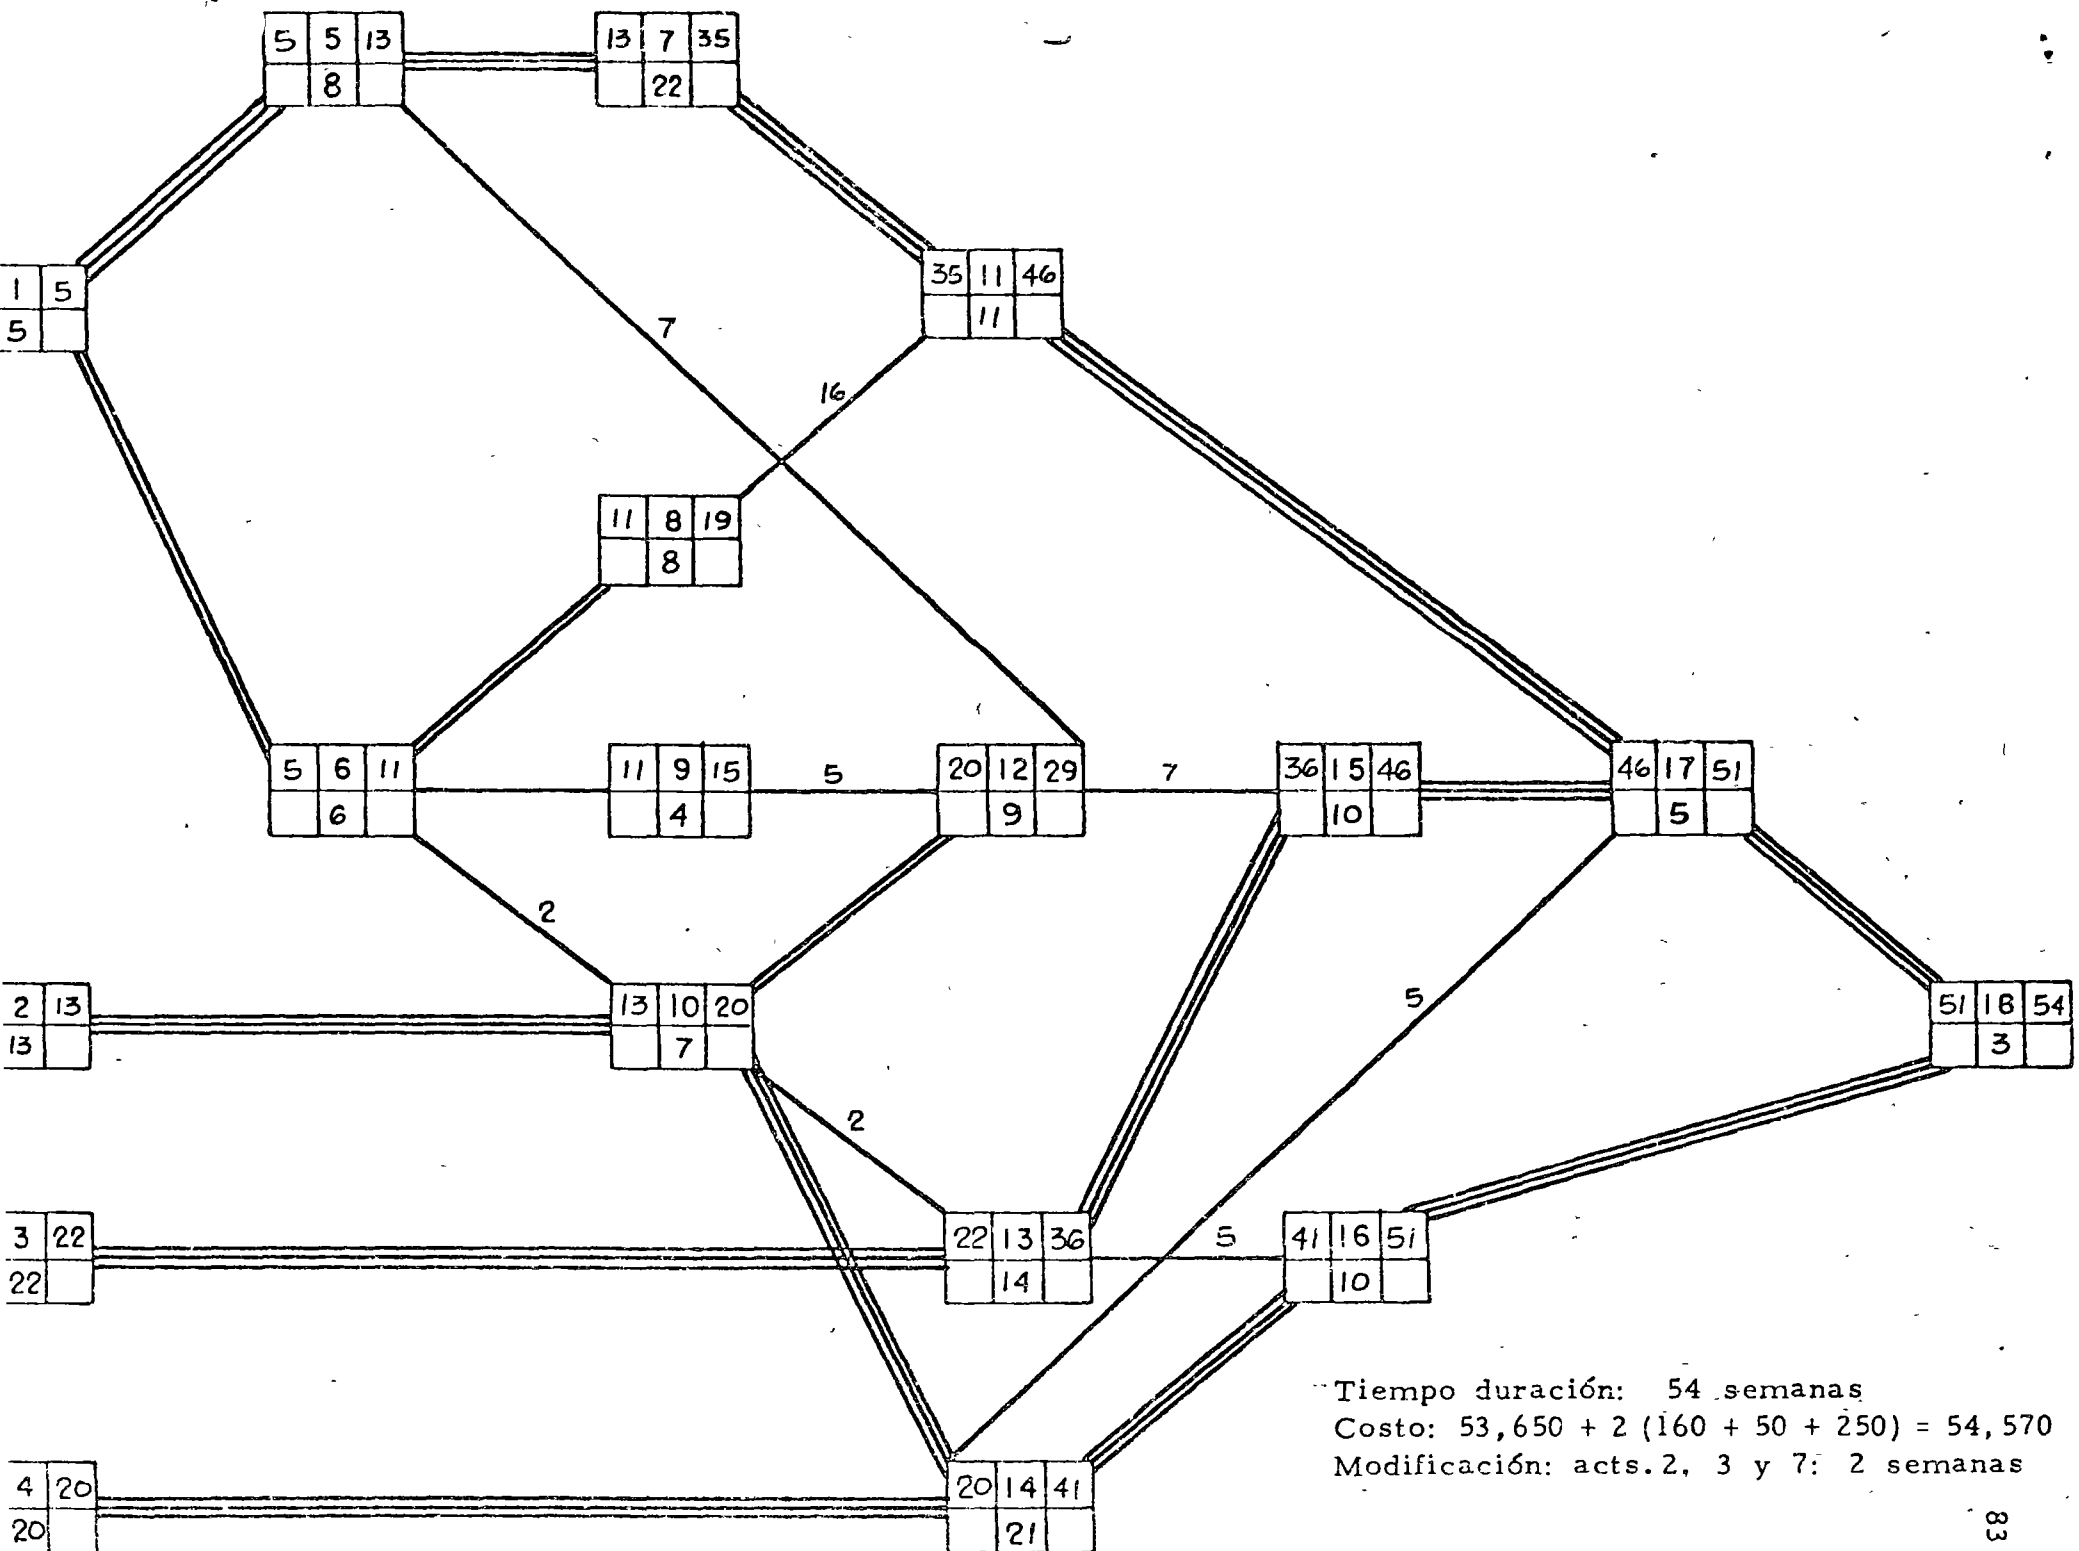 5 5 13
8
13 7 35
22
1 5
5
35 11 46
11
7
16
11 8 19
8
5 6 11
6
11 9 15
4
5
20 12 29
9
7
36 15 46
10
46 17 51
5
2
2 13
13
13 10 20
7
5
51 18 54
3
2
3 22
22
22 13 36
14
5
41 16 51
10
4 20
20
20 14 41
21
Tiempo duración: 54 semanas
Costo: 53,650 + 2 (160 + 50 + 250) = 54,570
Modificación: acts. 2, 3 y 7: 2 semanas
83